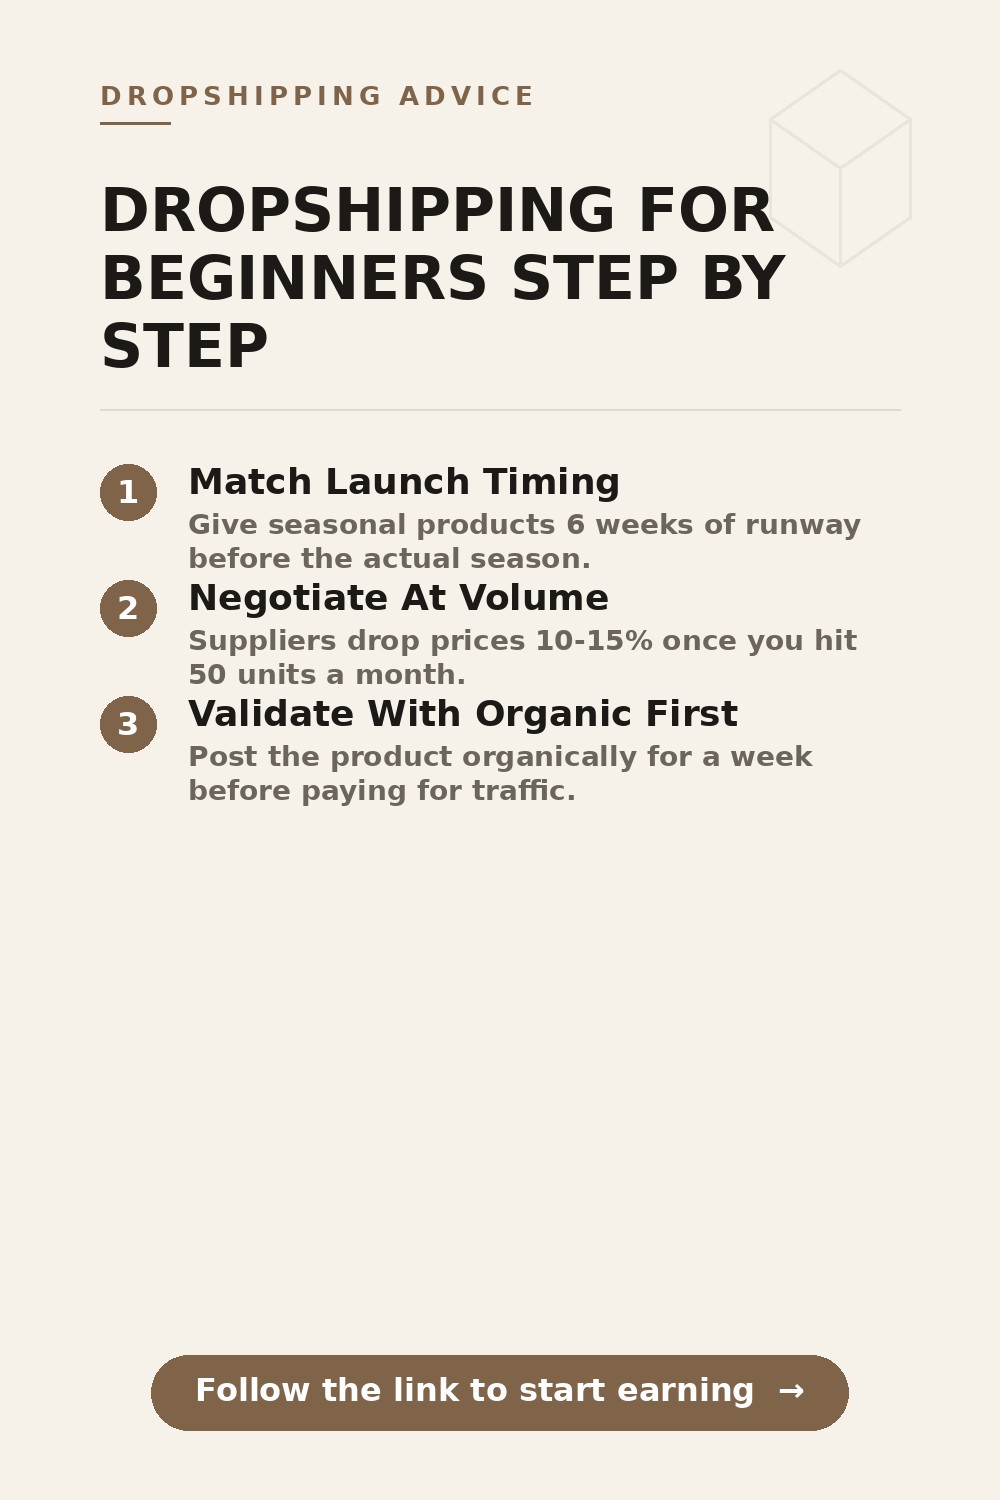 DROPSHIPPING ADVICE
DROPSHIPPING FOR
BEGINNERS STEP BY
STEP
1 Match Launch Timing
Give seasonal products 6 weeks of runway
before the actual season.
2 Negotiate At Volume
Suppliers drop prices 10-15% once you hit
50 units a month.
3 Validate With Organic First
Post the product organically for a week
before paying for traffic.
Follow the link to start earning →